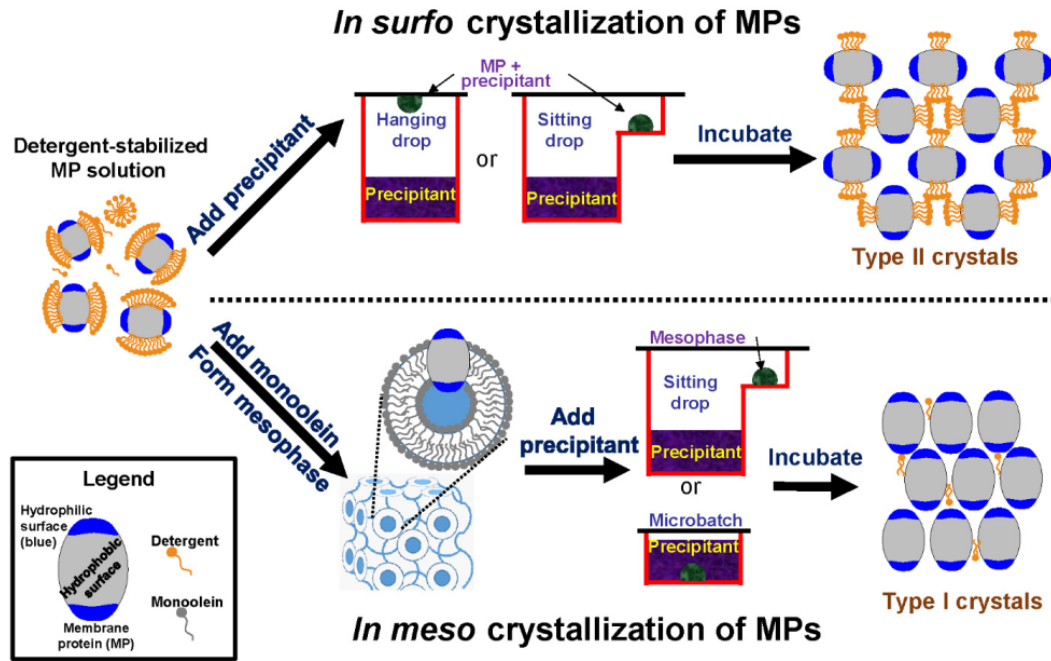 In surfo crystallization of MPs
Detergent-stabilized
MP solution
Add precipitant
MP +
precipitant
Hanging
drop
Precipitant
or
Sitting
drop
Precipitant
Incubate
Type II crystals
Add monoolein
Form mesophase
Add
precipitant
Mesophase
Sitting
drop
Precipitant
or
Microbatch
Precipitant
Incubate
Type I crystals
Legend
Hydrophilic
surface
(blue)
Hydrophobic
surface
Membrane
protein (MP)
Detergent
Monoolein
In meso crystallization of MPs